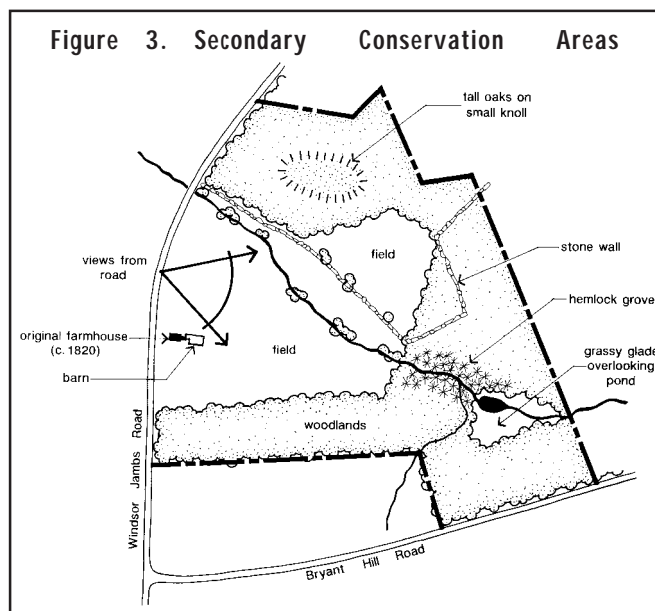 Figure 3. Secondary Conservation Areas
tall oaks on
small knoll
stone wall
views from
road
field
hemlock grove
original farmhouse
(c. 1820)
field
grassy glade
overlooking
pond
barn
woodlands
Windsor Jambs Road
Bryant Hill Road